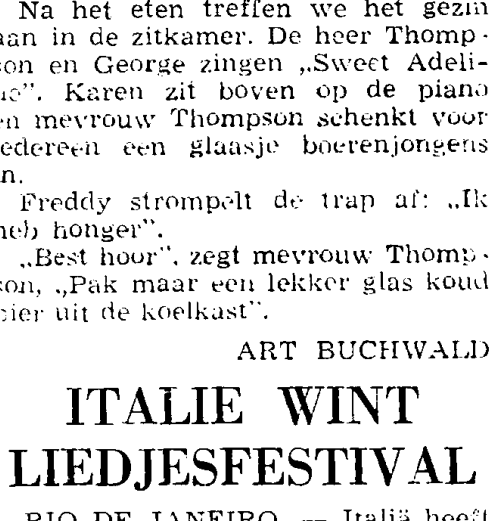 Na het eten treffen we het gezin
aan in de zitkamer. De heer Thomp-
son en George zingen „Sweet Adeli-
ne”. Karen zit boven op de piano
en mevrouw Thompson schenkt voor
iedereen een glaasje boerenjongens
in.
Freddy strompelt de trap af: „Ik
heb honger”.
„Best hoor”, zegt mevrouw Thomp-
son, „Pak maar een lekker glas koud
bier uit de koelkast”.
ART BUCHWALD
ITALIE WINT
LIEDJESFESTIVAL
RIO DE JANEIRO — Italië heeft